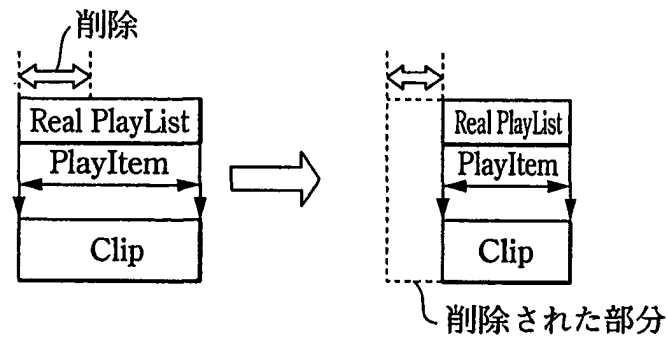 削除
Real PlayList
PlayItem
Clip
Real PlayList
PlayItem
Clip
削除された部分